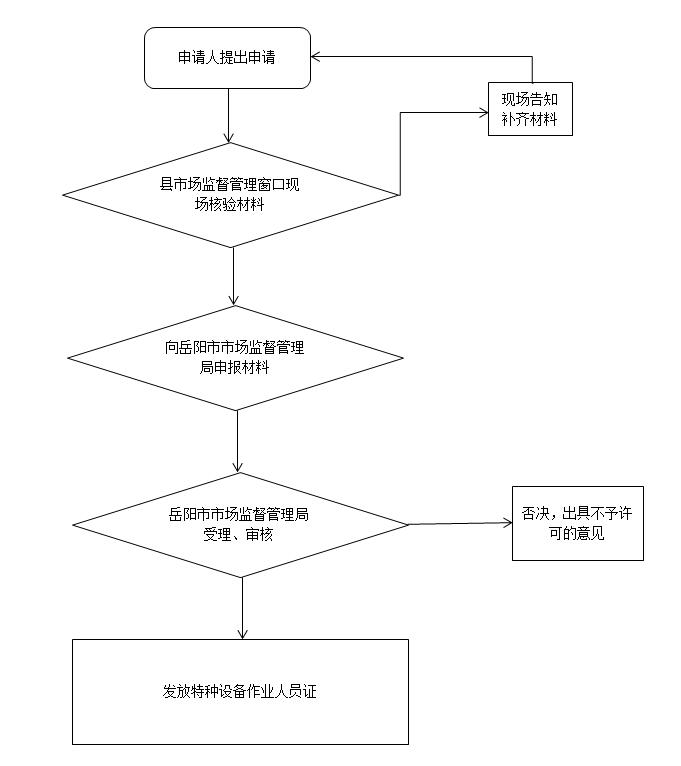 申请人提出申请
现场告知
补齐材料
县市场监督管理窗口现
场核验材料
向岳阳市市场监督管理
局申报材料
岳阳市市场监督管理局
受理、审核
否决，出具不予许
可的意见
发放特种设备作业人员证